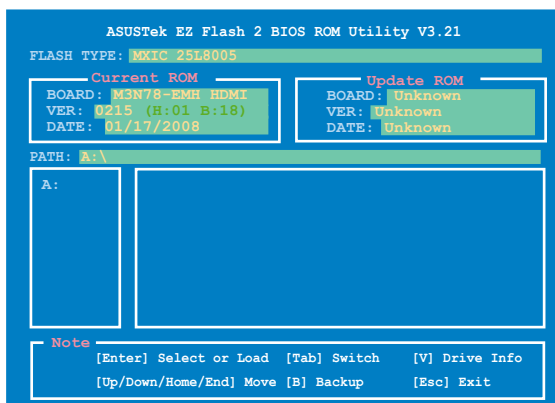 ASUSTek EZ Flash 2 BIOS ROM Utility V3.21
FLASH TYPE: MXIC 25L8005
Current ROM
BOARD: M3N78-EMH HDMI
VER: 0215 (H:01 B:18)
DATE: 01/17/2008
Update ROM
BOARD: Unknown
VER: Unknown
DATE: Unknown
PATH: A:\
A:
Note
[Enter] Select or Load [Tab] Switch [V] Drive Info
[Up/Down/Home/End] Move [B] Backup [Esc] Exit